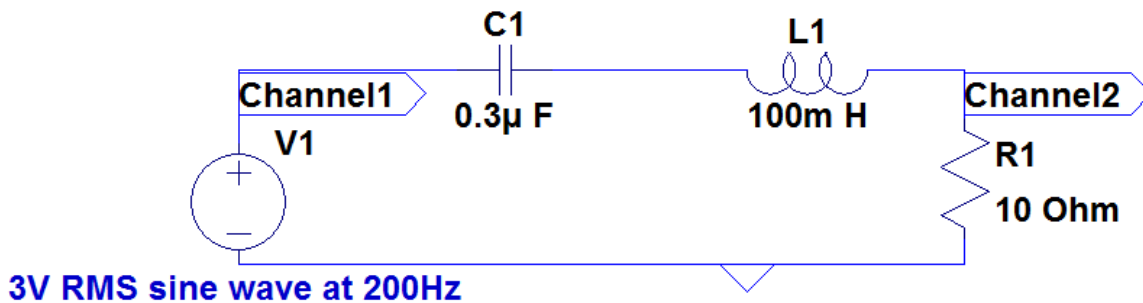 C1
L1
Channel1
0.3µ F
100m H
Channel2
V1
R1
10 Ohm
3V RMS sine wave at 200Hz